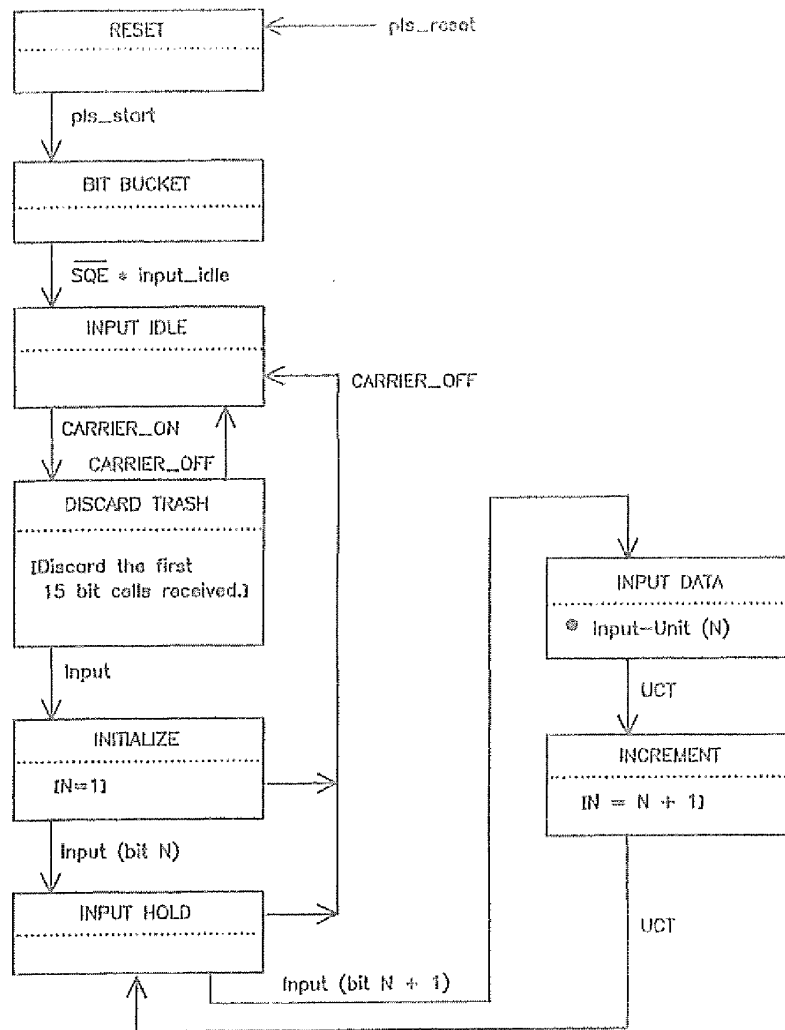 RESET
pls_reset
pls_start
BIT BUCKET
SQE * input_idle
INPUT IDLE
CARRIER_OFF
CARRIER_ON
CARRIER_OFF
DISCARD TRASH
[Discard the first
15 bit cells received.]
Input
INITIALIZE
[N=1]
Input (bit N)
INPUT HOLD
Input (bit N + 1)
INPUT DATA
● Input-Unit (N)
UCT
INCREMENT
[N = N + 1]
UCT